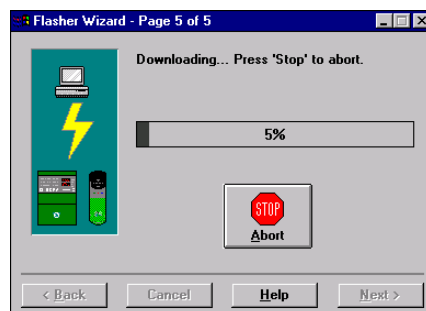 Flasher Wizard - Page 5 of 5
Downloading... Press 'Stop' to abort.
5%
STOP
Abort
< Back Cancel Help Next >